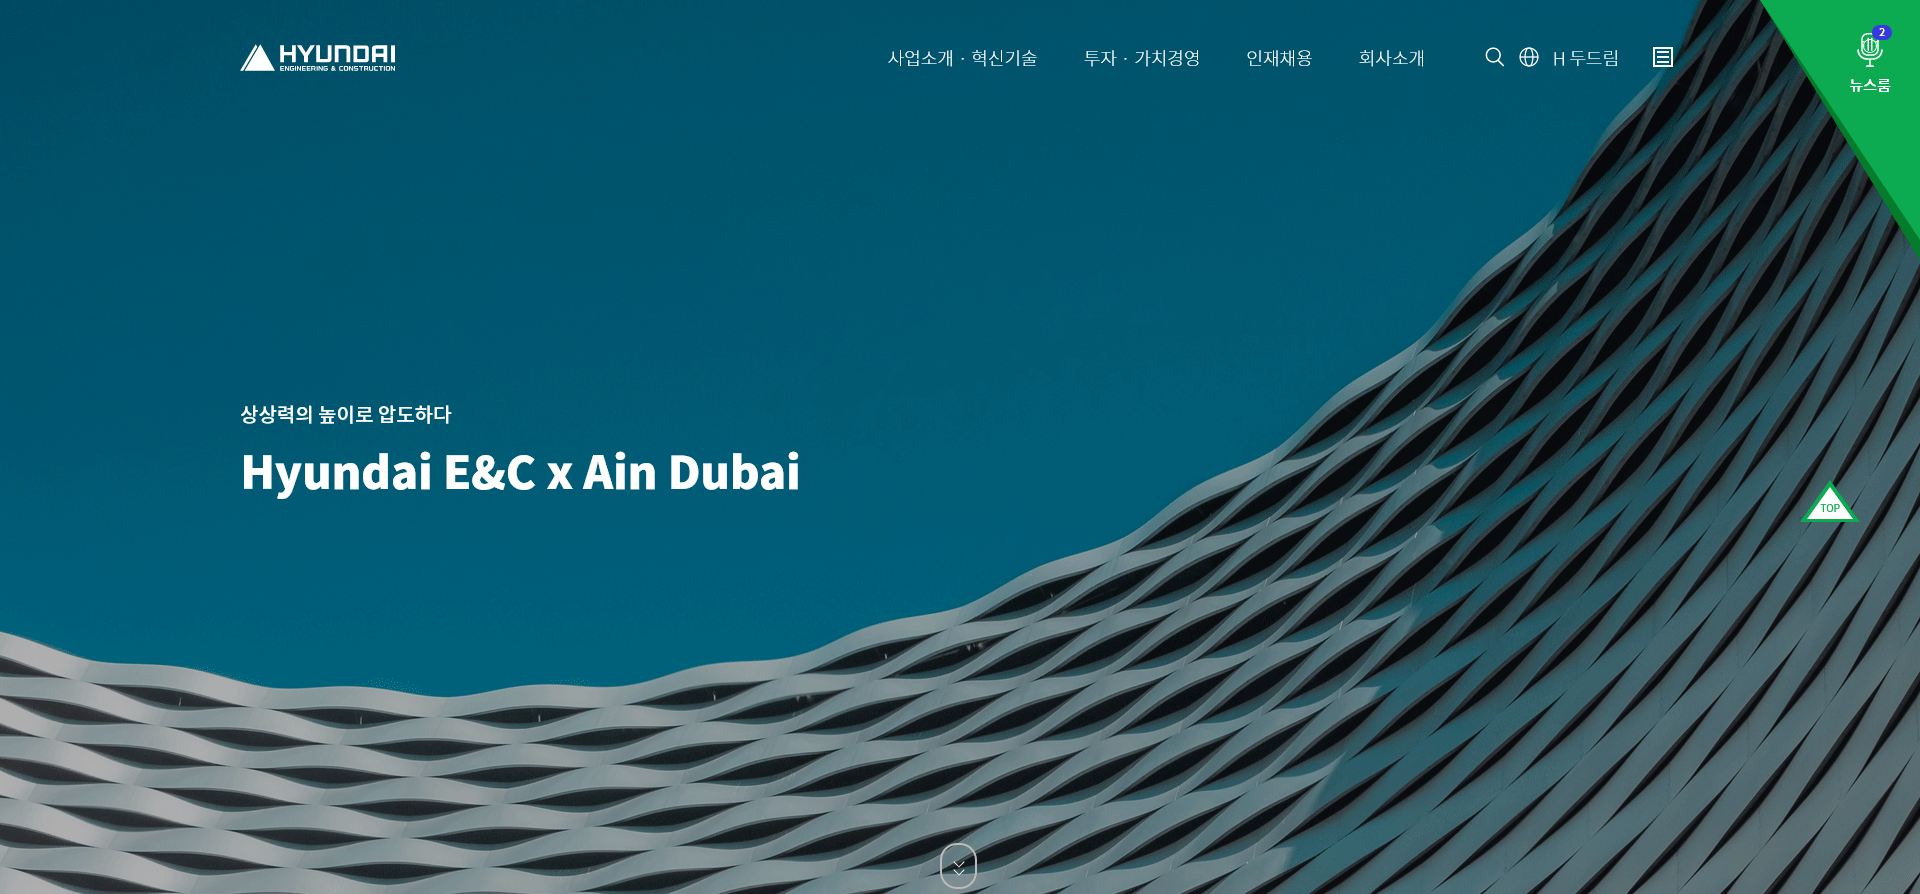 HYUNDAI
ENGINEERING & CONSTRUCTION
사업소개 · 혁신기술
투자 · 가치경영
인재채용
회사소개
H 두드림
2
뉴스룸
상상력의 높이로 압도하다
Hyundai E&C x Ain Dubai
TOP